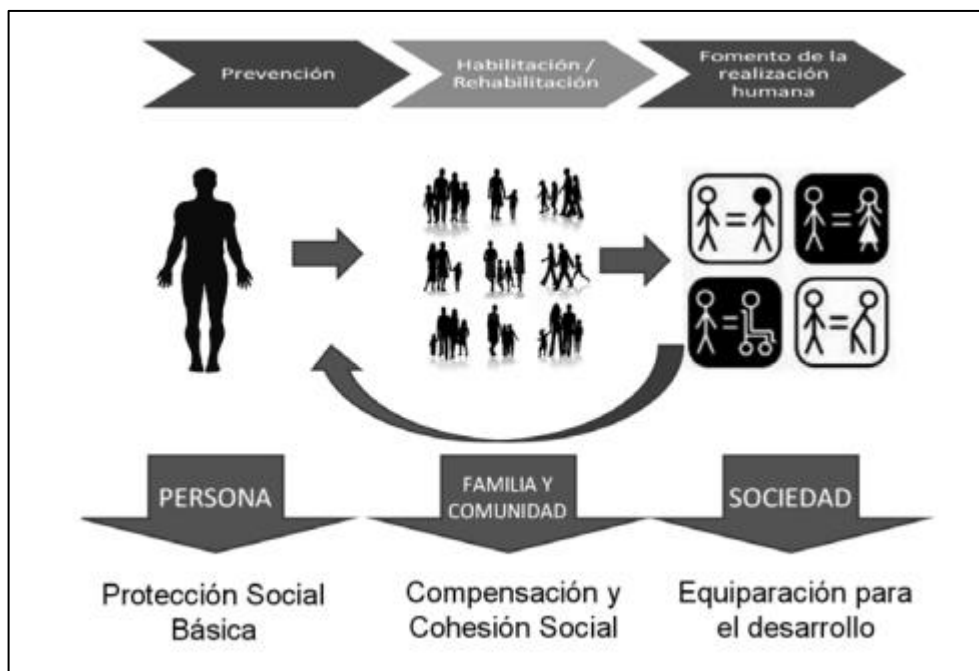 Prevención
Habilitación /
Rehabilitación
Fomento de la
realización
humana
=
=
=
=
PERSONA
FAMILIA Y
COMUNIDAD
SOCIEDAD
Protección Social
Básica
Compensación y
Cohesión Social
Equiparación para
el desarrollo